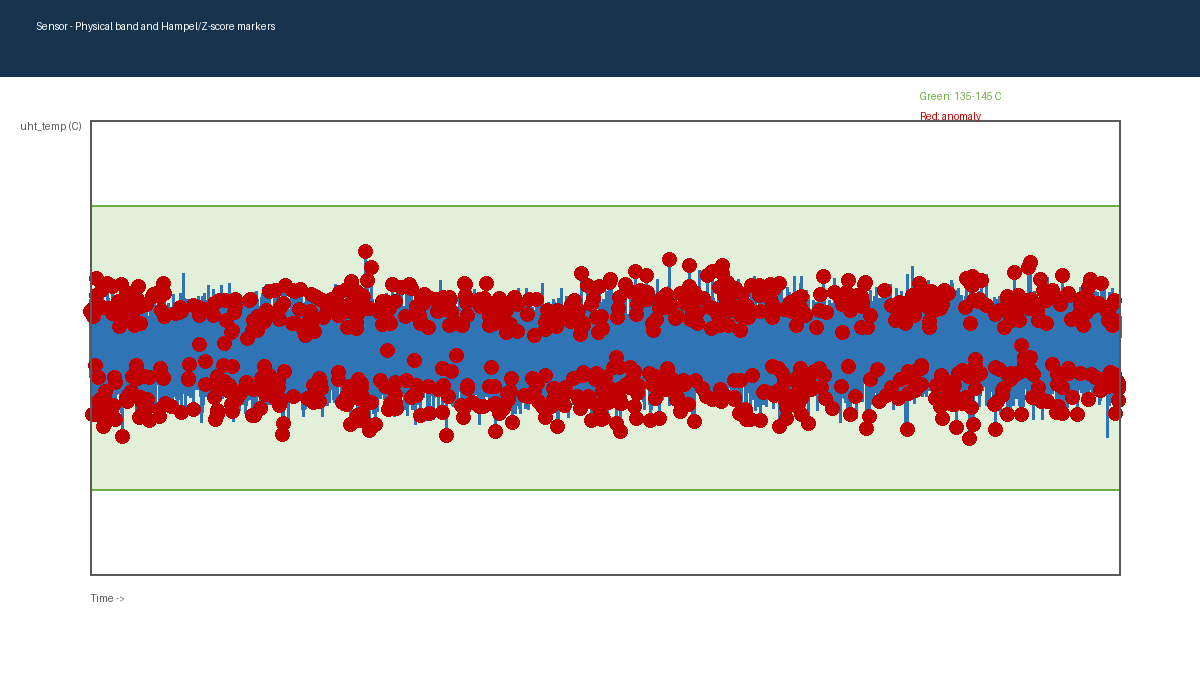 Sensor - Physical band and Hampel/Z-score markers
Green: 135-145 C
Red: anomaly
uht_temp (C)
Time ->